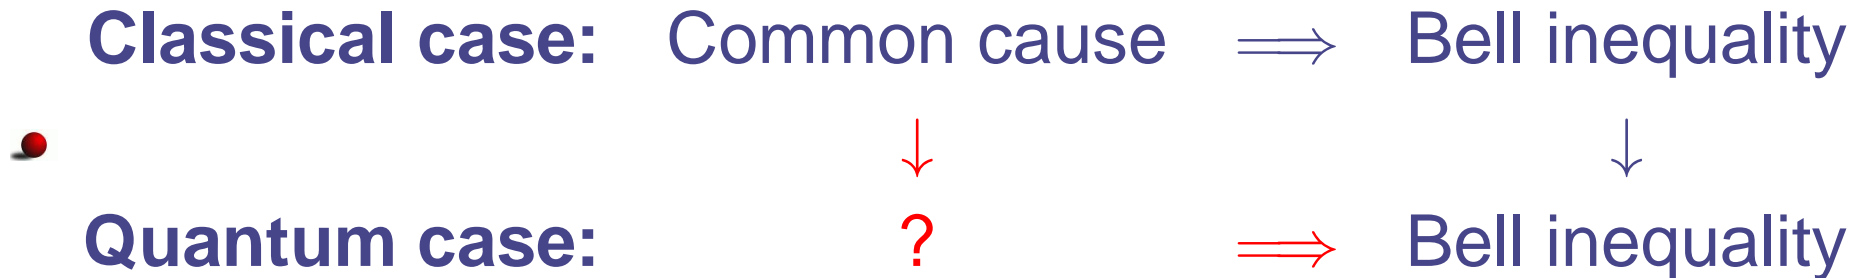 Classical case: Common cause ⟹ Bell inequality
↓ ↓
Quantum case: ? ⟹ Bell inequality